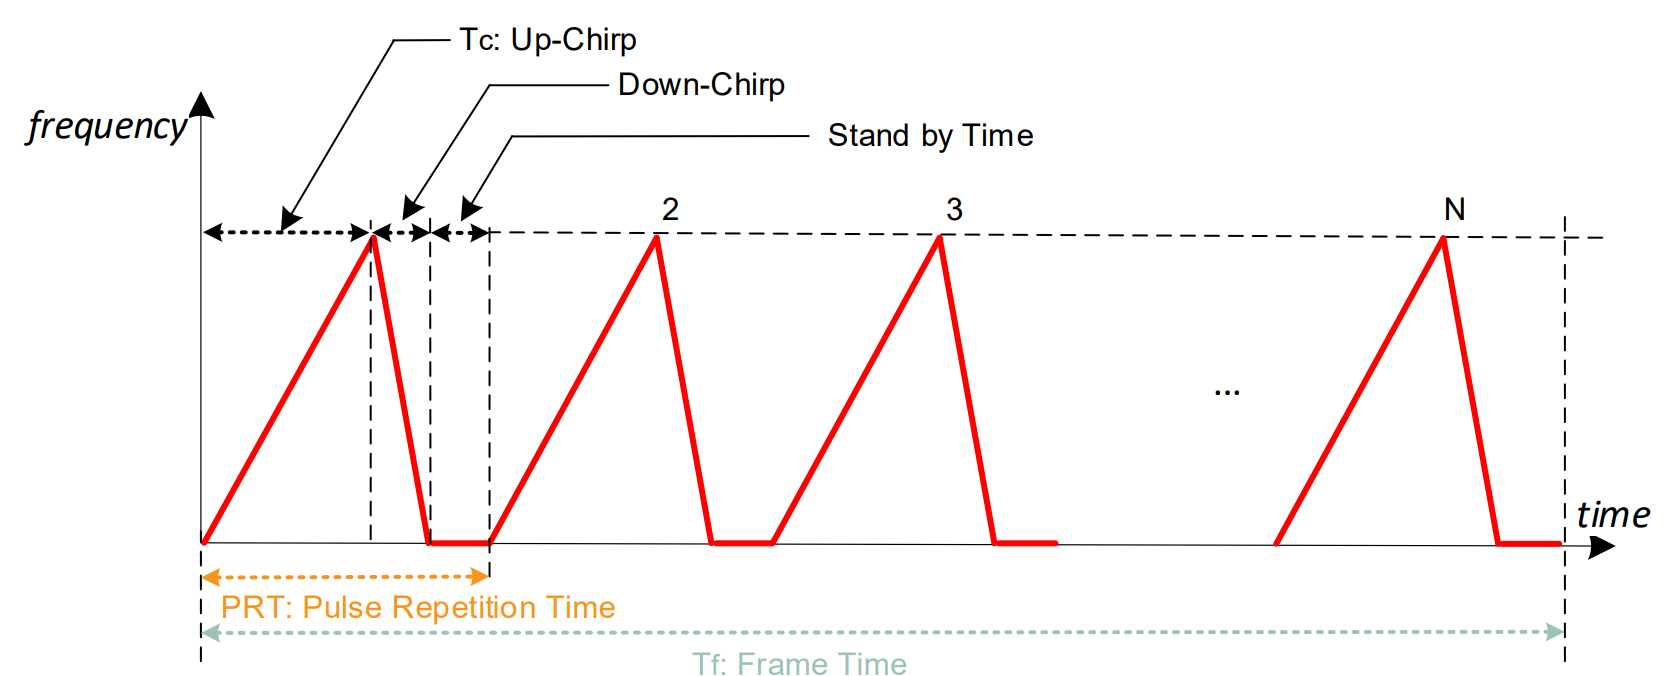 Tc: Up-Chirp
Down-Chirp
frequency
Stand by Time
2
3
N
...
time
PRT: Pulse Repetition Time
Tf: Frame Time